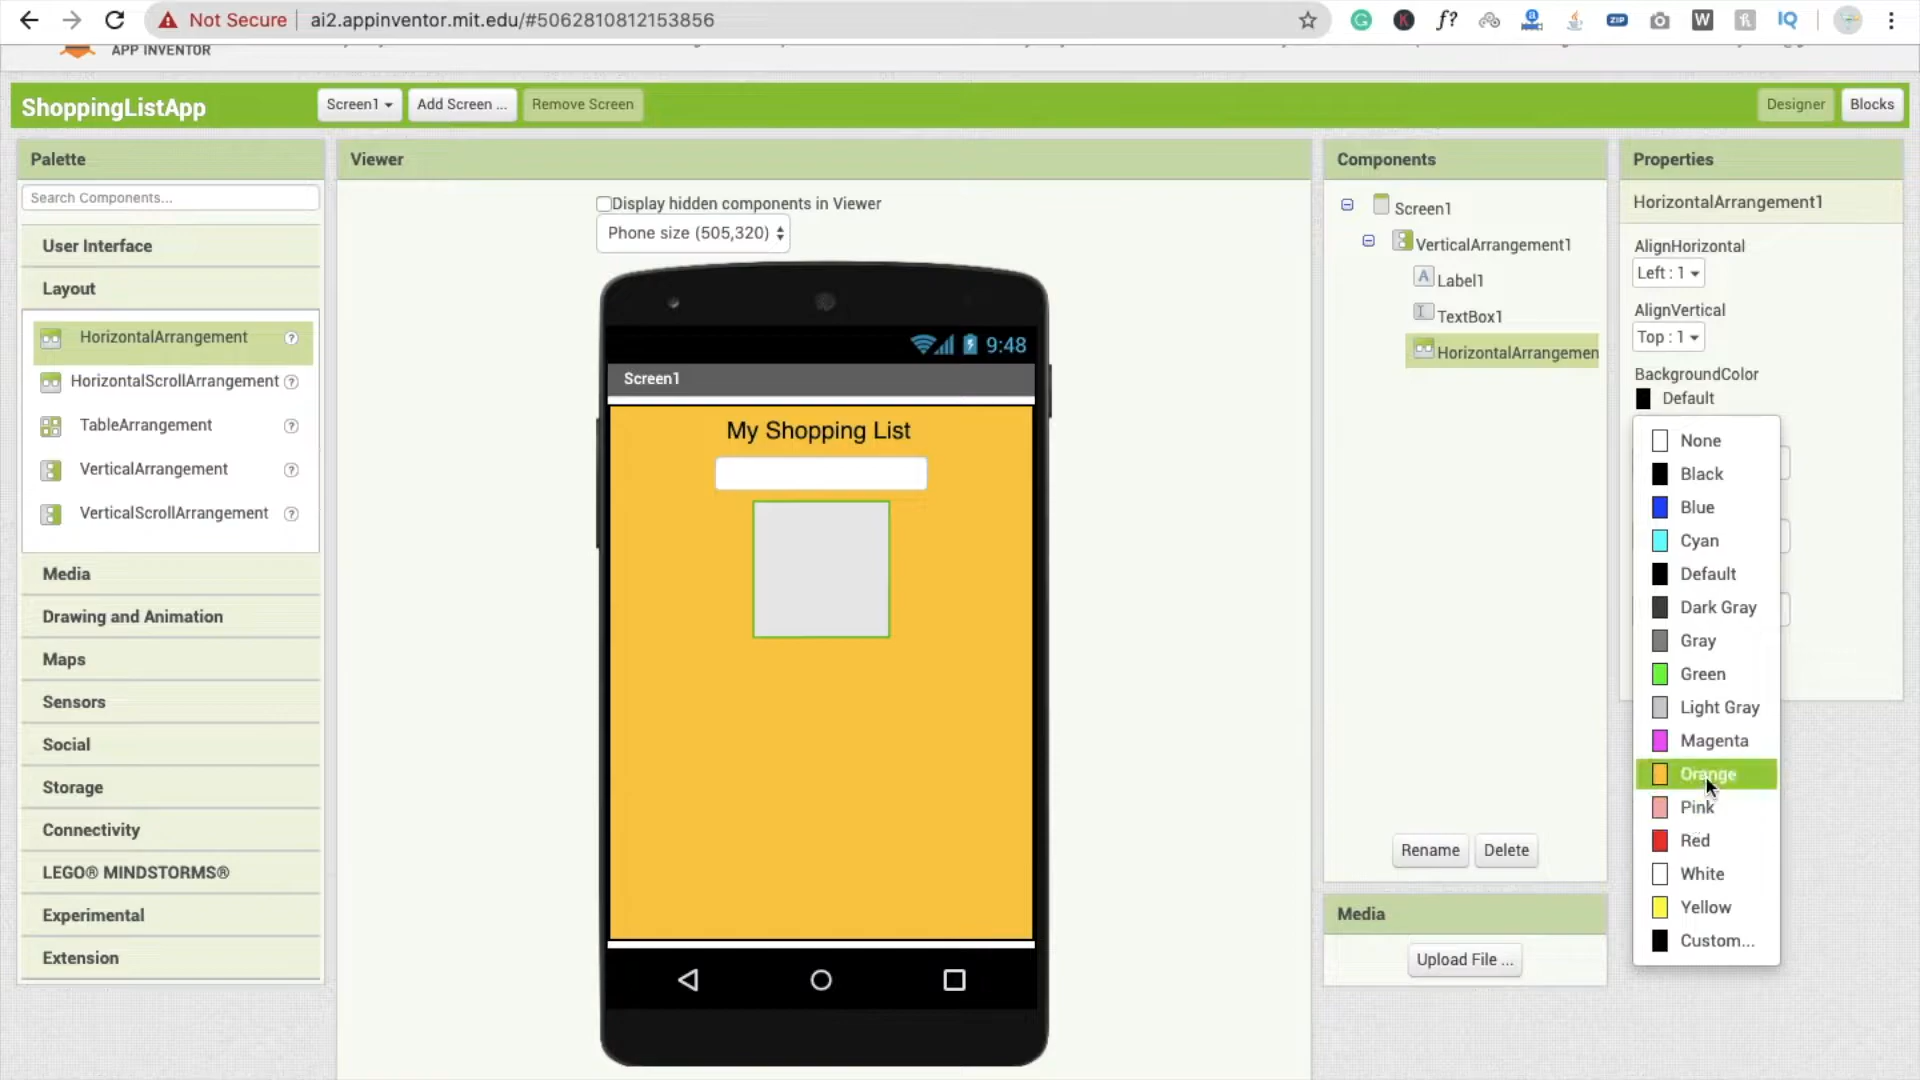 Not Secure
ai2.appinventor.mit.edu/#5062810812153856
f?
K
ZIP
W
IQ
APP INVENTOR
ShoppingListApp
Screen1
Add Screen ...
Remove Screen
Designer
Blocks
Palette
Search Components...
User Interface
Layout
HorizontalArrangement
?
HorizontalScrollArrangement
?
TableArrangement
?
VerticalArrangement
?
VerticalScrollArrangement
?
Media
Drawing and Animation
Maps
Sensors
Social
Storage
Connectivity
LEGO® MINDSTORMS®
Experimental
Extension
Viewer
Display hidden components in Viewer
Phone size (505,320)
9:48
Screen1
My Shopping List
Components
Screen1
VerticalArrangement1
A
Label1
TextBox1
HorizontalArrangemen
Rename
Delete
Media
Upload File ...
Properties
HorizontalArrangement1
AlignHorizontal
Left : 1
AlignVertical
Top : 1
BackgroundColor
Default
None
Black
Blue
Cyan
Default
Dark Gray
Gray
Green
Light Gray
Magenta
Orange
Pink
Red
White
Yellow
Custom...